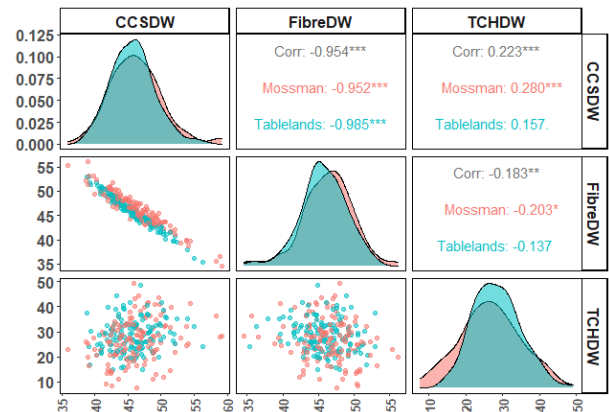 CCSDW FibreDW TCHDW
0.125
0.100
0.075
0.050
0.025
0.000
Corr: -0.954***
Mossman: -0.952***
Tablelands: -0.985***
Corr: 0.223***
Mossman: 0.280***
Tablelands: 0.157.
CCSDW
55
50
45
40
35
Corr: -0.183**
Mossman: -0.203*
Tablelands: -0.137
FibreDW
50
40
30
20
10
TCHDW
35 40 45 50 55 60
35 40 45 50 55
10 20 30 40 50